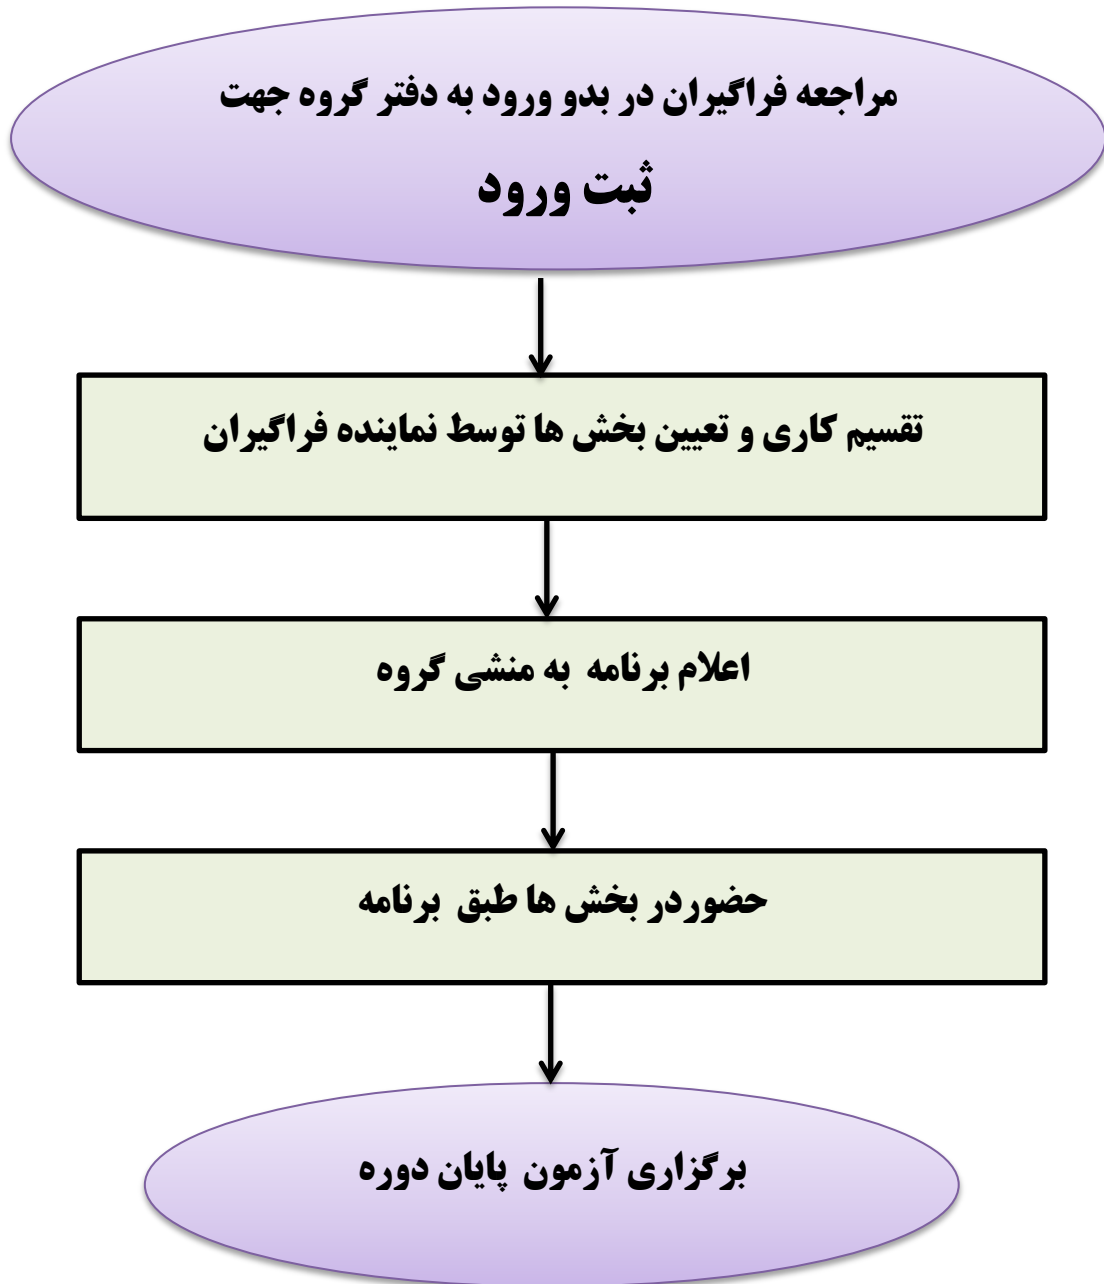 مراجعه فراگیران در بدو ورود به دفتر گروه جهت
ثبت ورود
تقسیم کاری و تعیین بخش ها توسط نماینده فراگیران
اعلام برنامه به منشی گروه
حضوردر بخش ها طبق برنامه
برگزاری آزمون پایان دوره